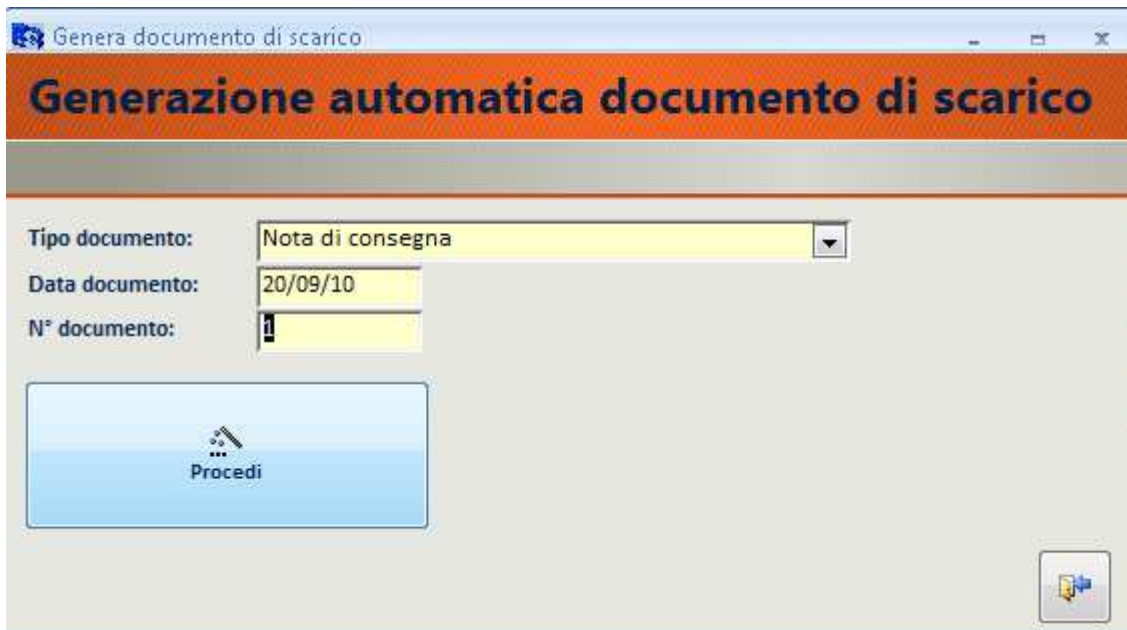 Genera documento di scarico
Generazione automatica documento di scarico
Tipo documento: Nota di consegna
Data documento: 20/09/10
N° documento: 1
Procedi